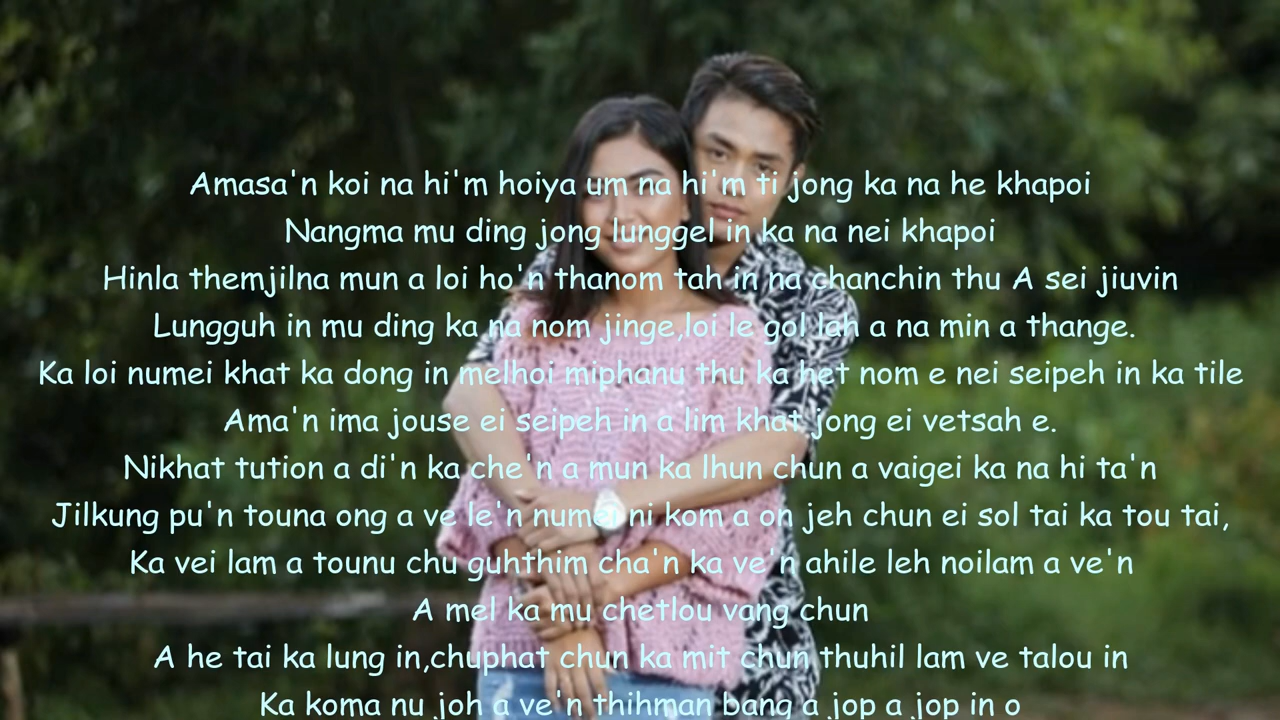 Amasa'n koi na hi'm hoiya um na hi'm ti jong ka na he khapoi
Nangma mu ding jong lunggel in ka na nei khapoi
Hinla themjilna mun a loi ho'n thanom tah in na chanchin thu A sei jiuvin
Lungguh in mu ding ka na nom jinge,loi le gol lah a na min a thange.
Ka loi numei khat ka dong in melhoi miphanu thu ka het nom e nei seipeh in ka tile
Ama'n ima jouse ei seipeh in a lim khat jong ei vetsah e.
Nikhat tution a di'n ka che'n a mun ka lhun chun a vaigei ka na hi ta'n
Jilkung pu'n touna ong a ve le'n numei ni kom a on jeh chun ei sol tai ka tou tai,
Ka vei lam a tounu chu guhthim cha'n ka ve'n ahile leh noilam a ve'n
A mel ka mu chetlou vang chun
A he tai ka lung in,chuphat chun ka mit chun thuhil lam ve talou in
Ka koma nu joh a ve'n thihman bang a jop a jop in o